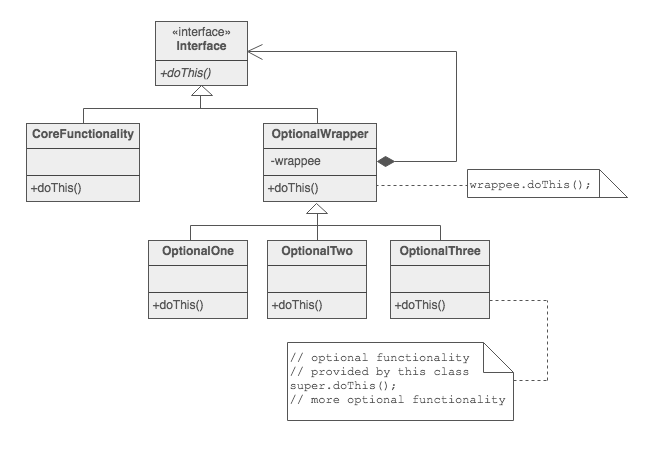 «interface»
Interface
+doThis()
CoreFunctionality
+doThis()
OptionalWrapper
-wrappee
+doThis()
wrappee.doThis();
OptionalOne
+doThis()
OptionalTwo
+doThis()
OptionalThree
+doThis()
// optional functionality
// provided by this class
super.doThis();
// more optional functionality